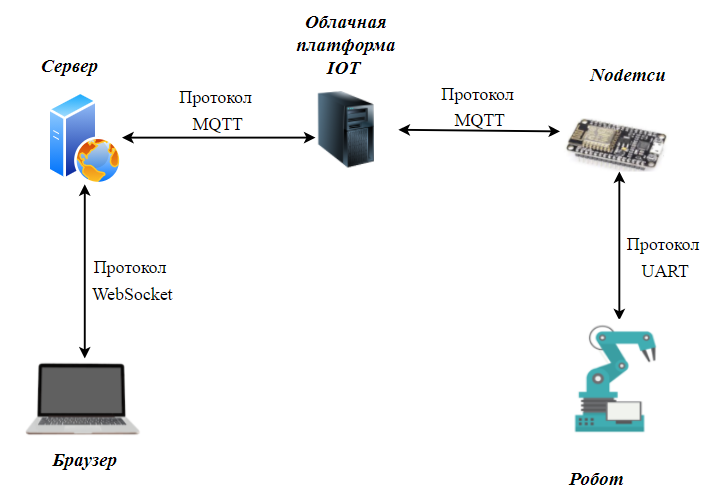 Облачная
платформа
IOT
Сервер
Nodemcu
Протокол
MQTT
Протокол
MQTT
Протокол
WebSocket
Протокол
UART
Браузер
Робот